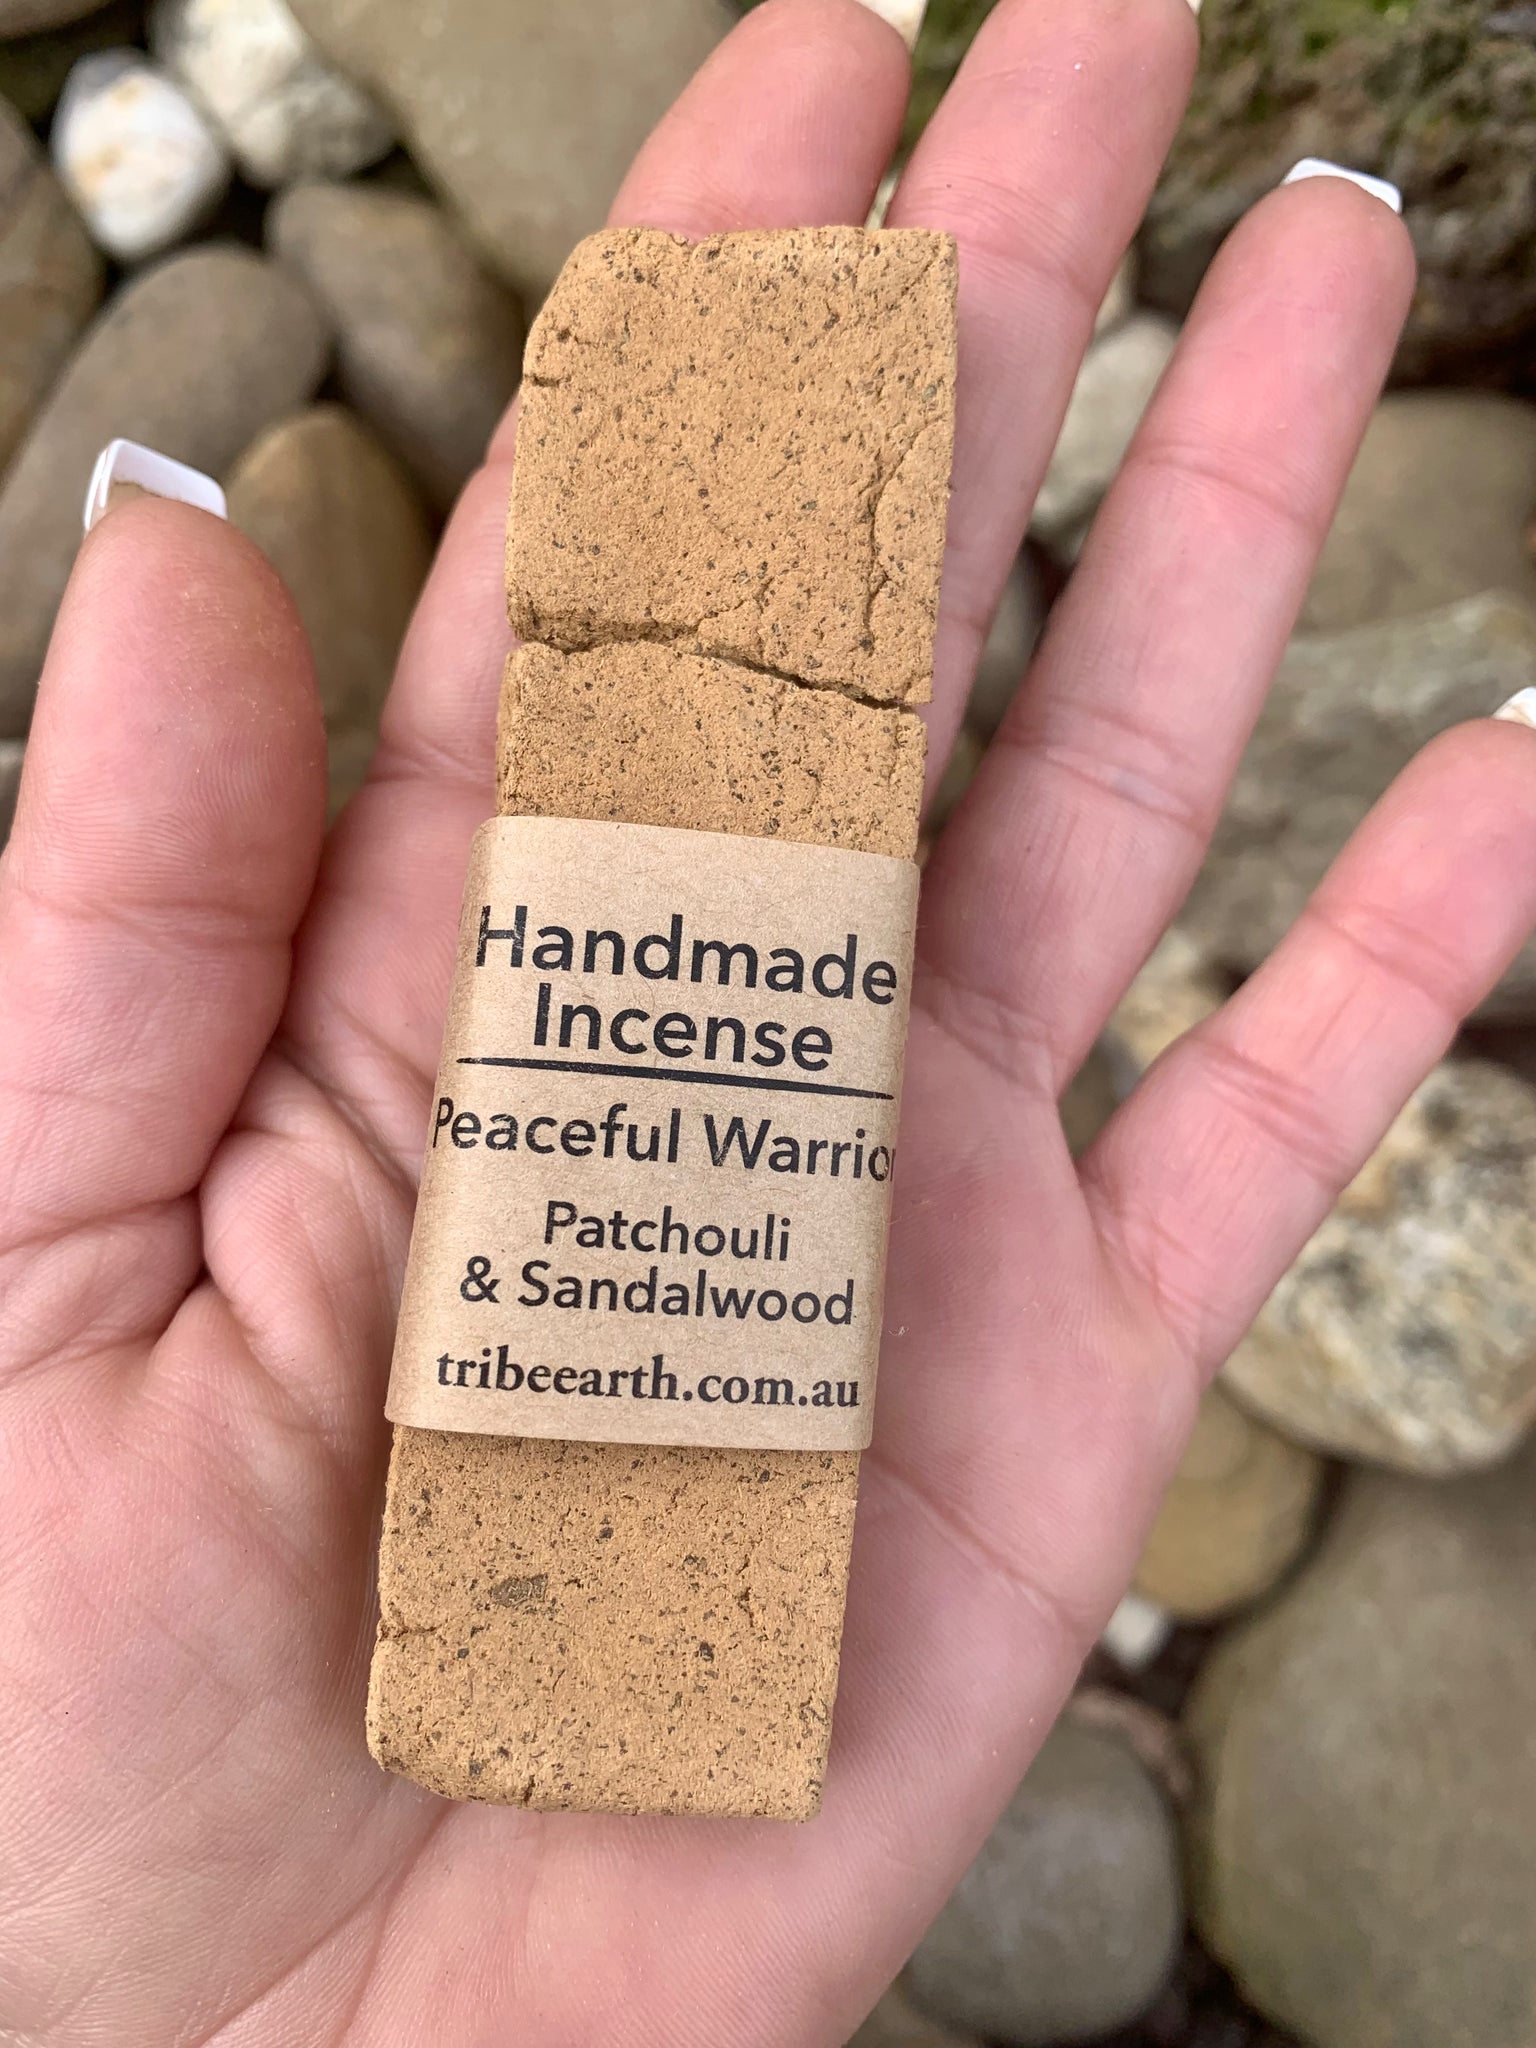 Handmade
Incense
Peaceful Warrior
Patchouli
& Sandalwood
tribeearth.com.au